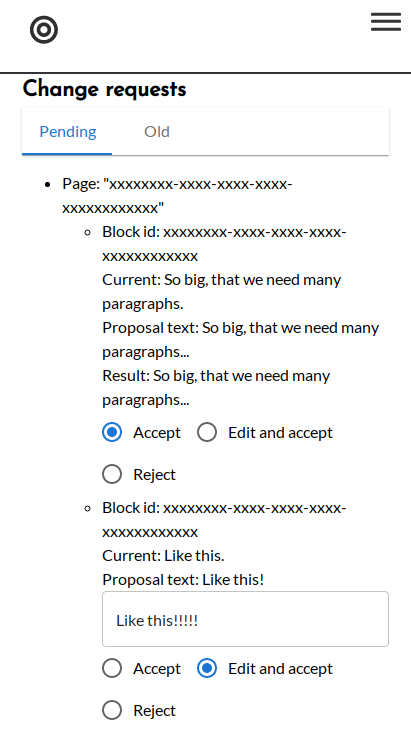 Change requests
Pending
Old
Page: "xxxxxxxx-xxxx-xxxx-xxxx-
xxxxxxxxxxxx"
Block id: xxxxxxxx-xxxx-xxxx-xxxx-
xxxxxxxxxxxx
Current: So big, that we need many
paragraphs.
Proposal text: So big, that we need many
paragraphs...
Result: So big, that we need many
paragraphs...
Accept
Edit and accept
Reject
Block id: xxxxxxxx-xxxx-xxxx-xxxx-
xxxxxxxxxxxx
Current: Like this.
Proposal text: Like this!
Like this!!!!!
Accept
Edit and accept
Reject